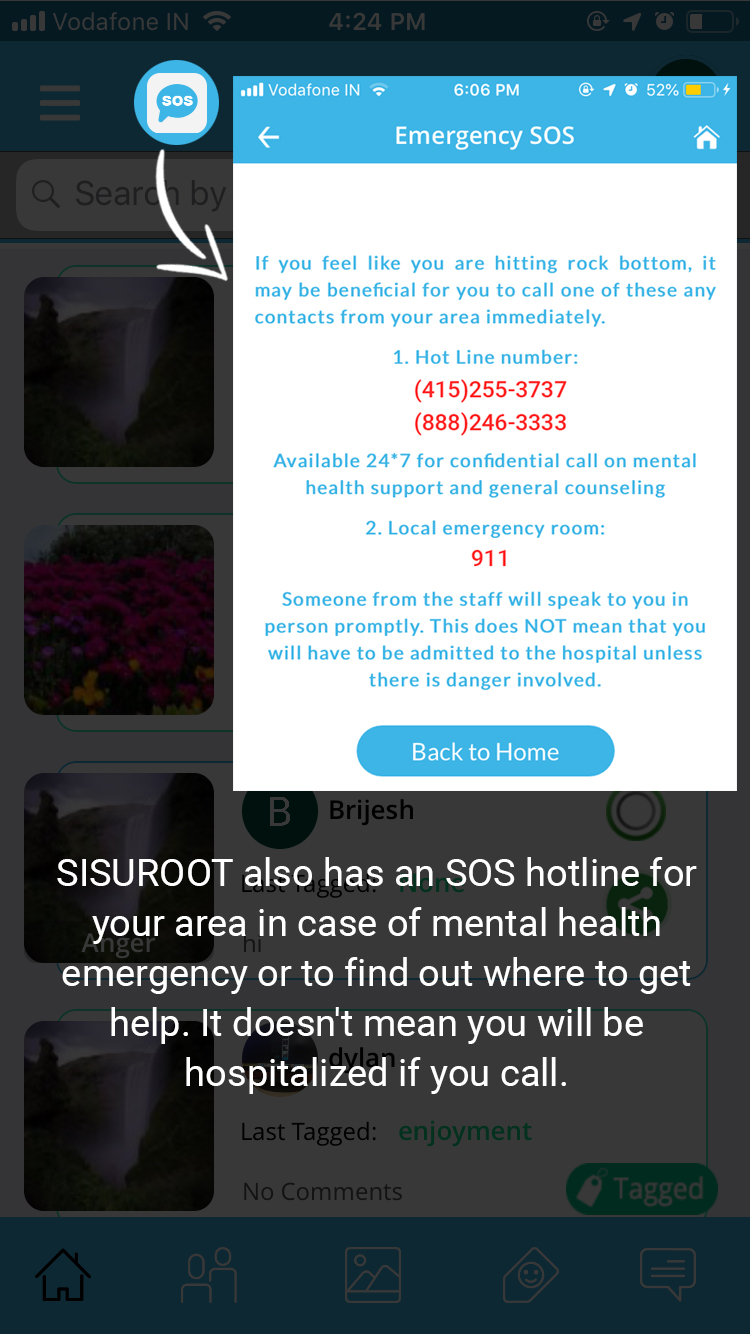 Vodafone IN 4:24 PM
SOS
Vodafone IN 6:06 PM 52%
Emergency SOS
Search by
If you feel like you are hitting rock bottom, it
may be beneficial for you to call one of these any
contacts from your area immediately.
1. Hot Line number:
(415)255-3737
(888)246-3333
Available 24*7 for confidential call on mental
health support and general counseling
2. Local emergency room:
911
Someone from the staff will speak to you in
person promptly. This does NOT mean that you
will have to be admitted to the hospital unless
there is danger involved.
Back to Home
B Brijesh
Last Tagged: None
Anger hi
SISUROOT also has an SOS hotline for
your area in case of mental health
emergency or to find out where to get
help. It doesn't mean you will be
hospitalized if you call.
dylan
Last Tagged: enjoyment
No Comments
Tagged